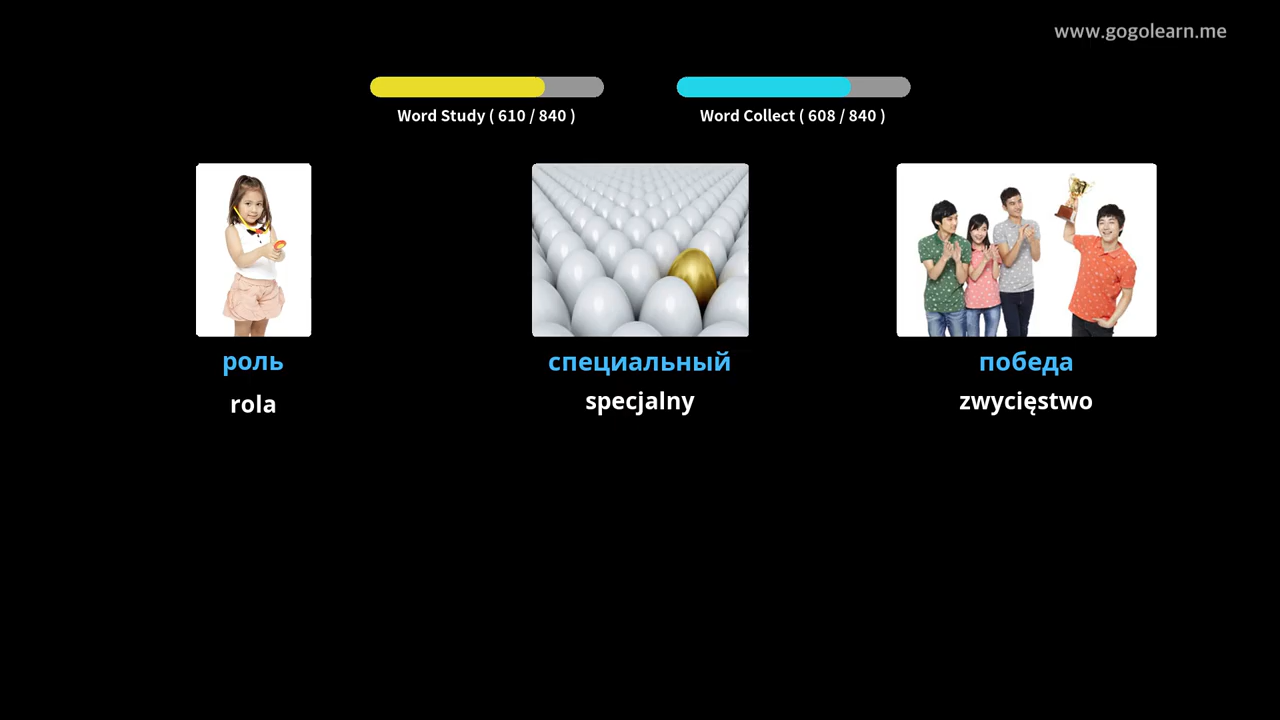 www.gogolearn.me
Word Study ( 610 / 840 )
Word Collect ( 608 / 840 )
роль
специальный
победа
rola
specjalny
zwycięstwo